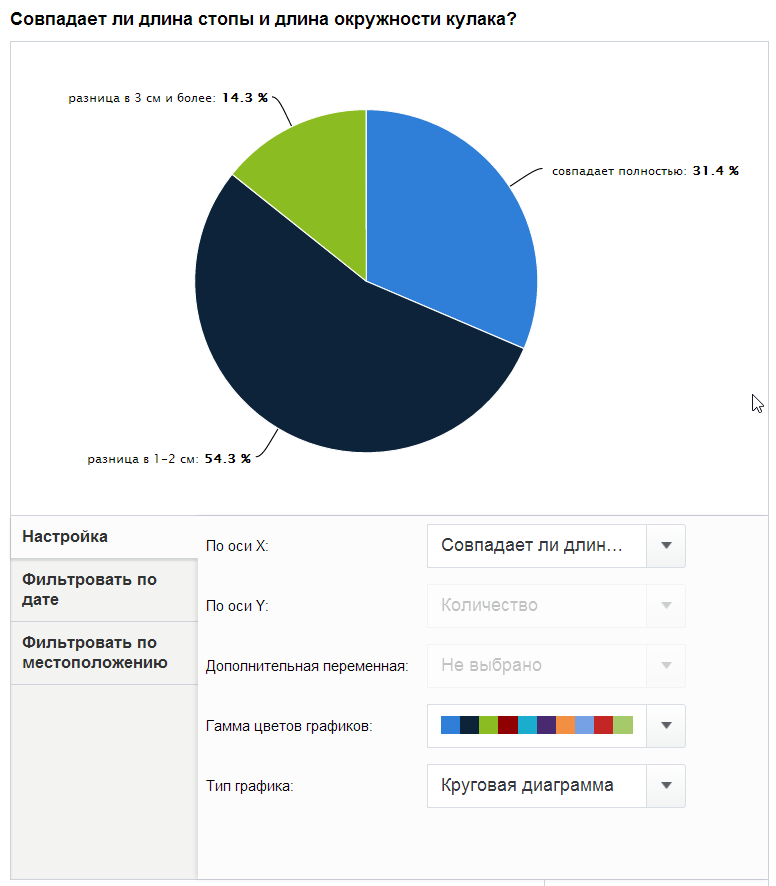 Совпадает ли длина стопы и длина окружности кулака?
разница в 3 см и более: 14.3 %
совпадает полностью: 31.4 %
разница в 1-2 см: 54.3 %
Настройка
Фильтровать по
дате
Фильтровать по
местоположению
По оси X:
Совпадает ли длин...
По оси Y:
Количество
Дополнительная переменная:
Не выбрано
Гамма цветов графиков:
Тип графика:
Круговая диаграмма